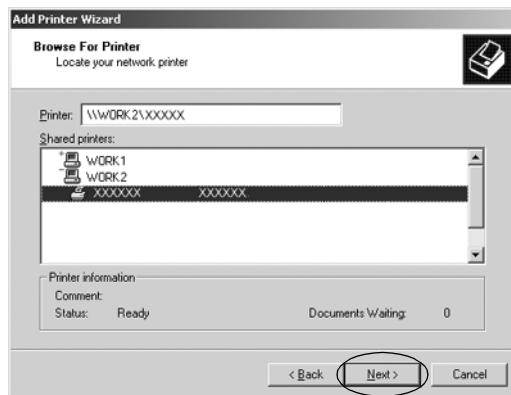 Add Printer Wizard
Browse For Printer
Locate your network printer
Printer: \\WORK2\XXXXX
Shared printers:
WORK1
WORK2
XXXXXX XXXXXX
Printer information
Comment:
Status: Ready Documents Waiting: 0
< Back Next > Cancel